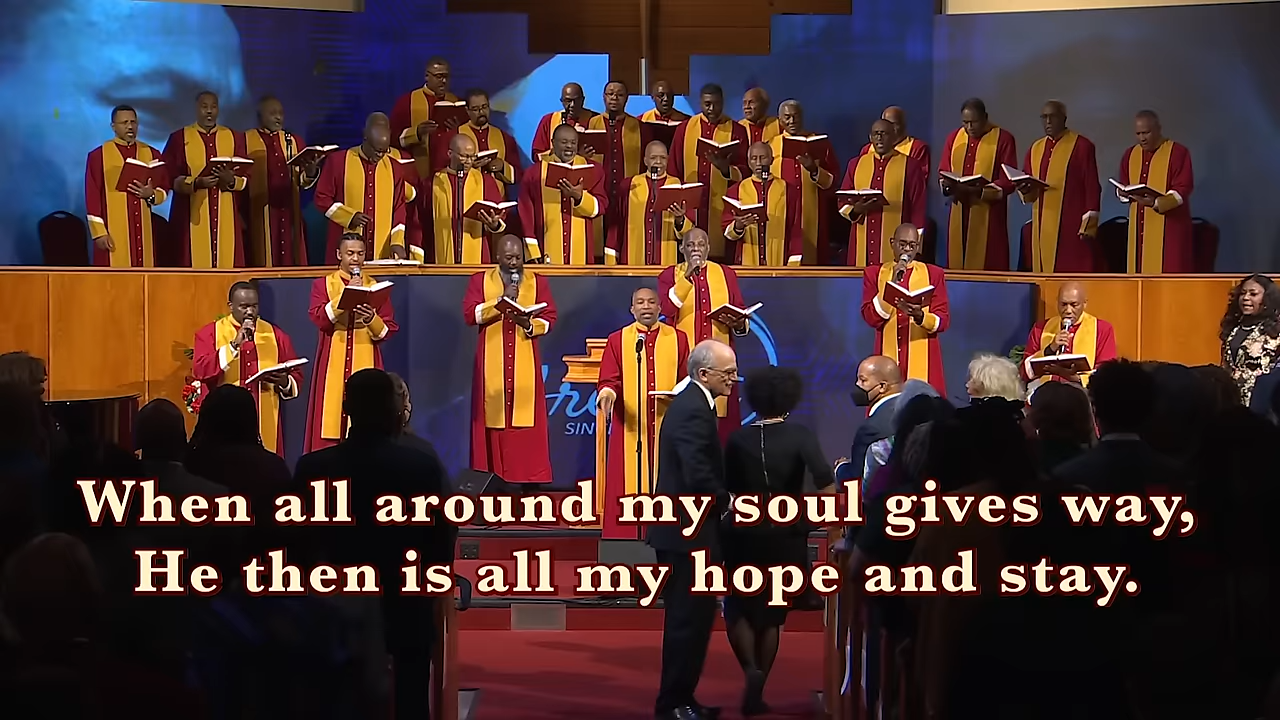 When all around my soul gives way,
He then is all my hope and stay.